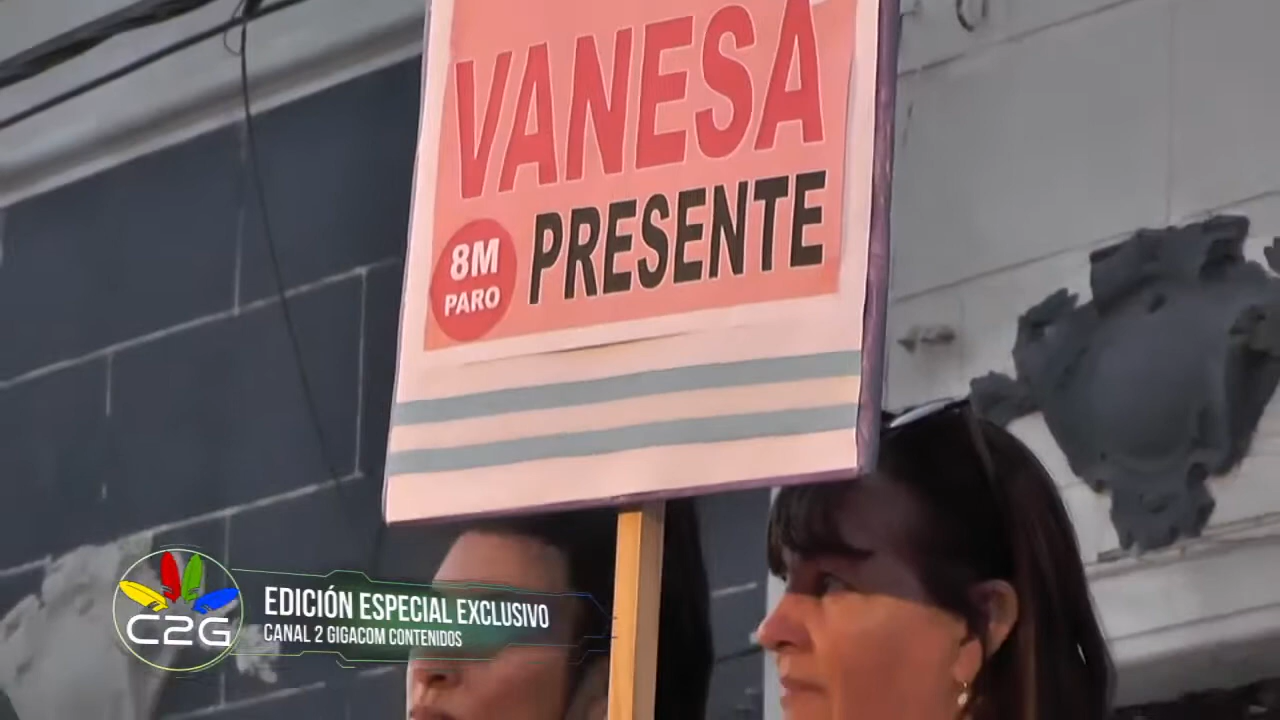 VANESA
PRESENTE
8M
PARO
C2G
EDICIÓN ESPECIAL EXCLUSIVO
CANAL 2 GIGACOM CONTENIDOS